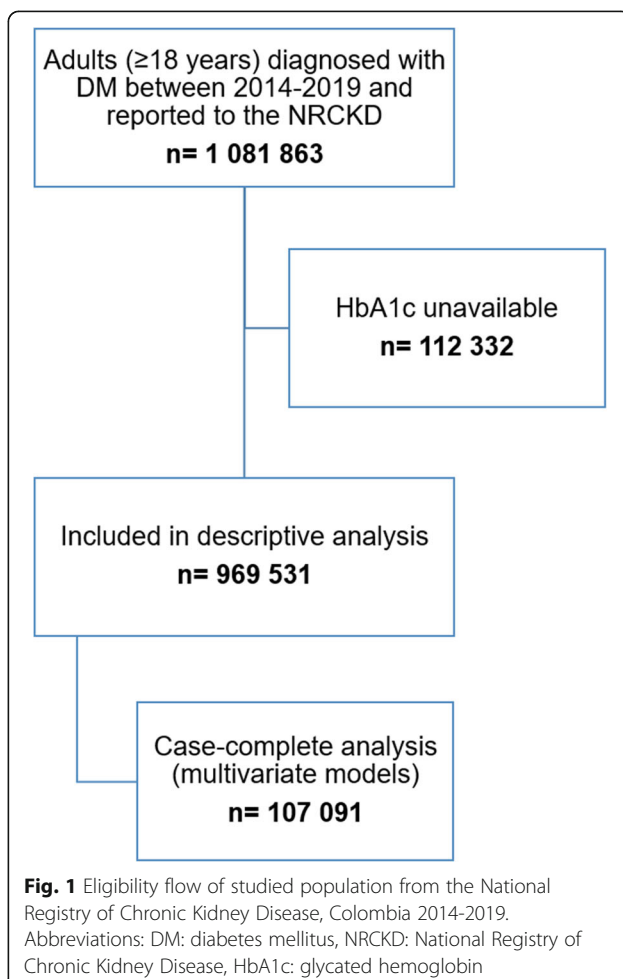 Adults (≥18 years) diagnosed with
DM between 2014-2019 and
reported to the NRCKD
n= 1 081 863
HbA1c unavailable
n= 112 332
Included in descriptive analysis
n= 969 531
Case-complete analysis
(multivariate models)
n= 107 091
Fig. 1 Eligibility flow of studied population from the National
Registry of Chronic Kidney Disease, Colombia 2014-2019.
Abbreviations: DM: diabetes mellitus, NRCKD: National Registry of
Chronic Kidney Disease, HbA1c: glycated hemoglobin